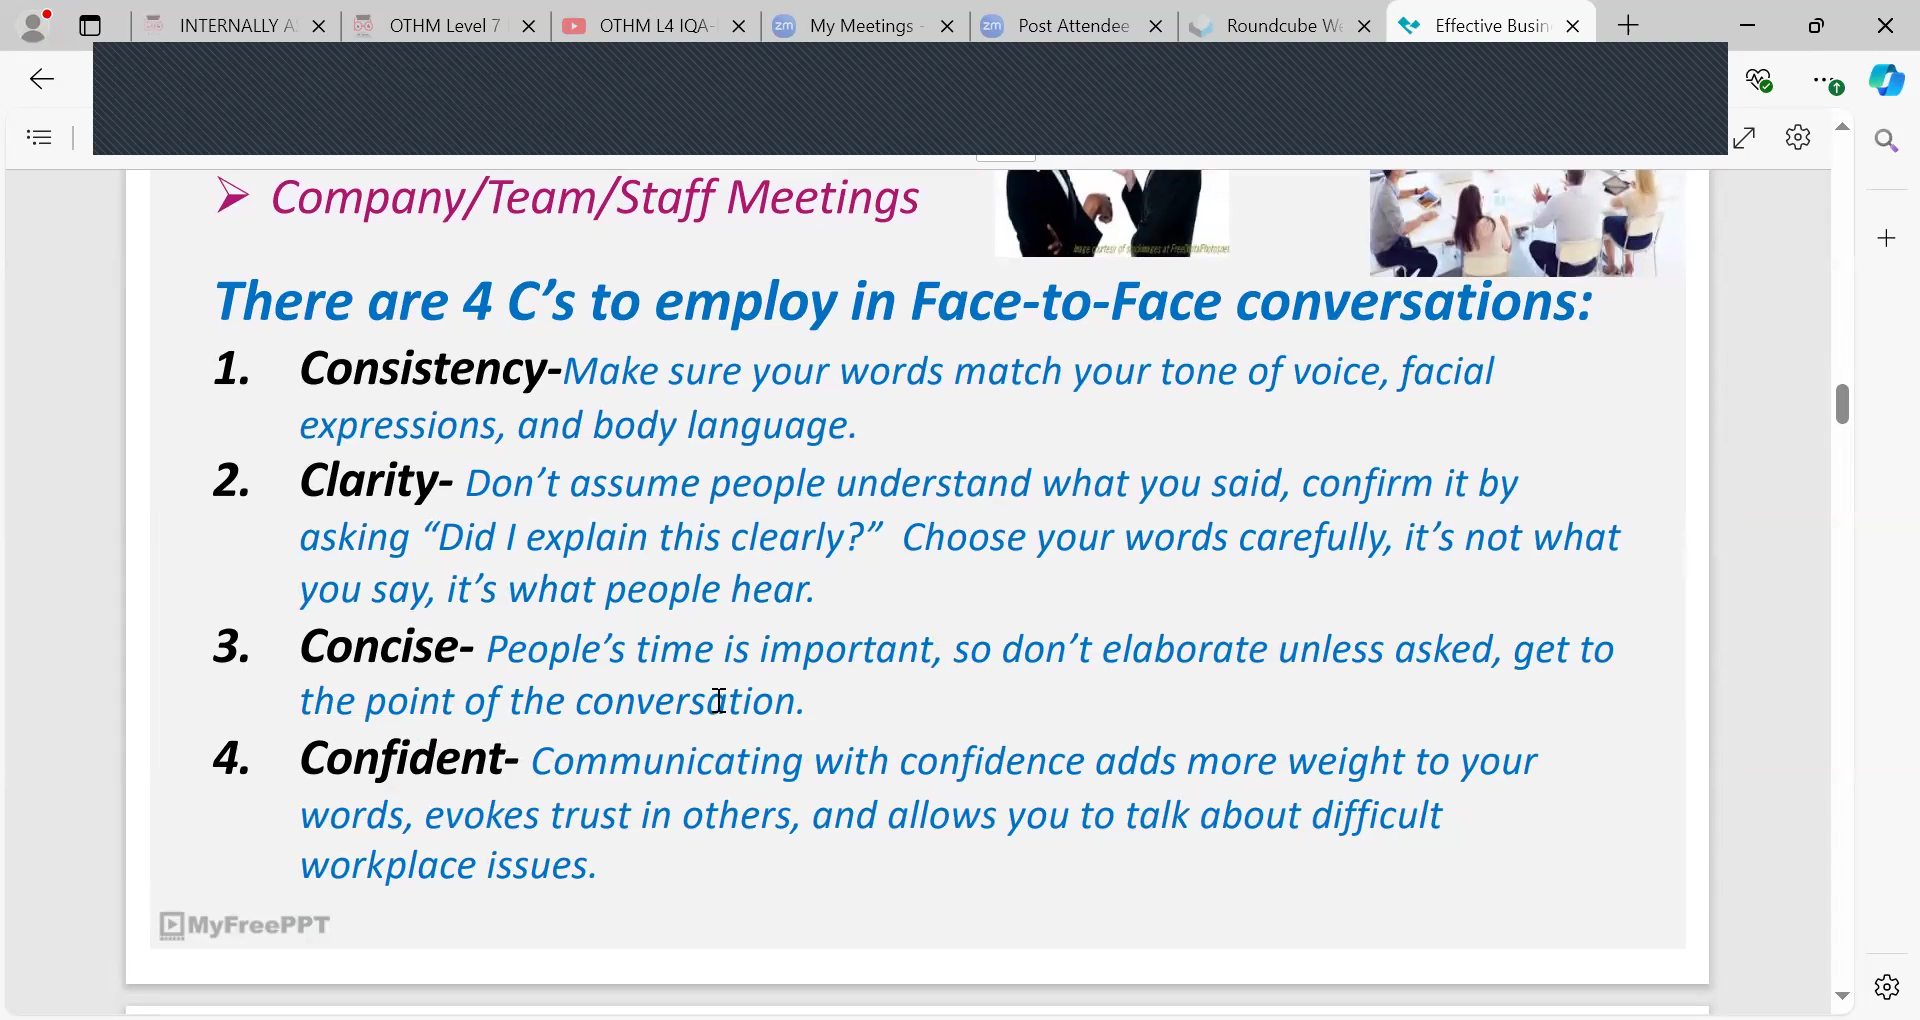 INTERNALLY A
OTHM Level 7
OTHM L4 IQA-
zm My Meetings -
zm Post Attendee
Roundcube We
Effective Busin
➢ Company/Team/Staff Meetings
There are 4 C’s to employ in Face-to-Face conversations:
1. Consistency-Make sure your words match your tone of voice, facial
expressions, and body language.
2. Clarity- Don’t assume people understand what you said, confirm it by
asking “Did I explain this clearly?” Choose your words carefully, it’s not what
you say, it’s what people hear.
3. Concise- People’s time is important, so don’t elaborate unless asked, get to
the point of the conversation.
4. Confident- Communicating with confidence adds more weight to your
words, evokes trust in others, and allows you to talk about difficult
workplace issues.
MyFreePPT